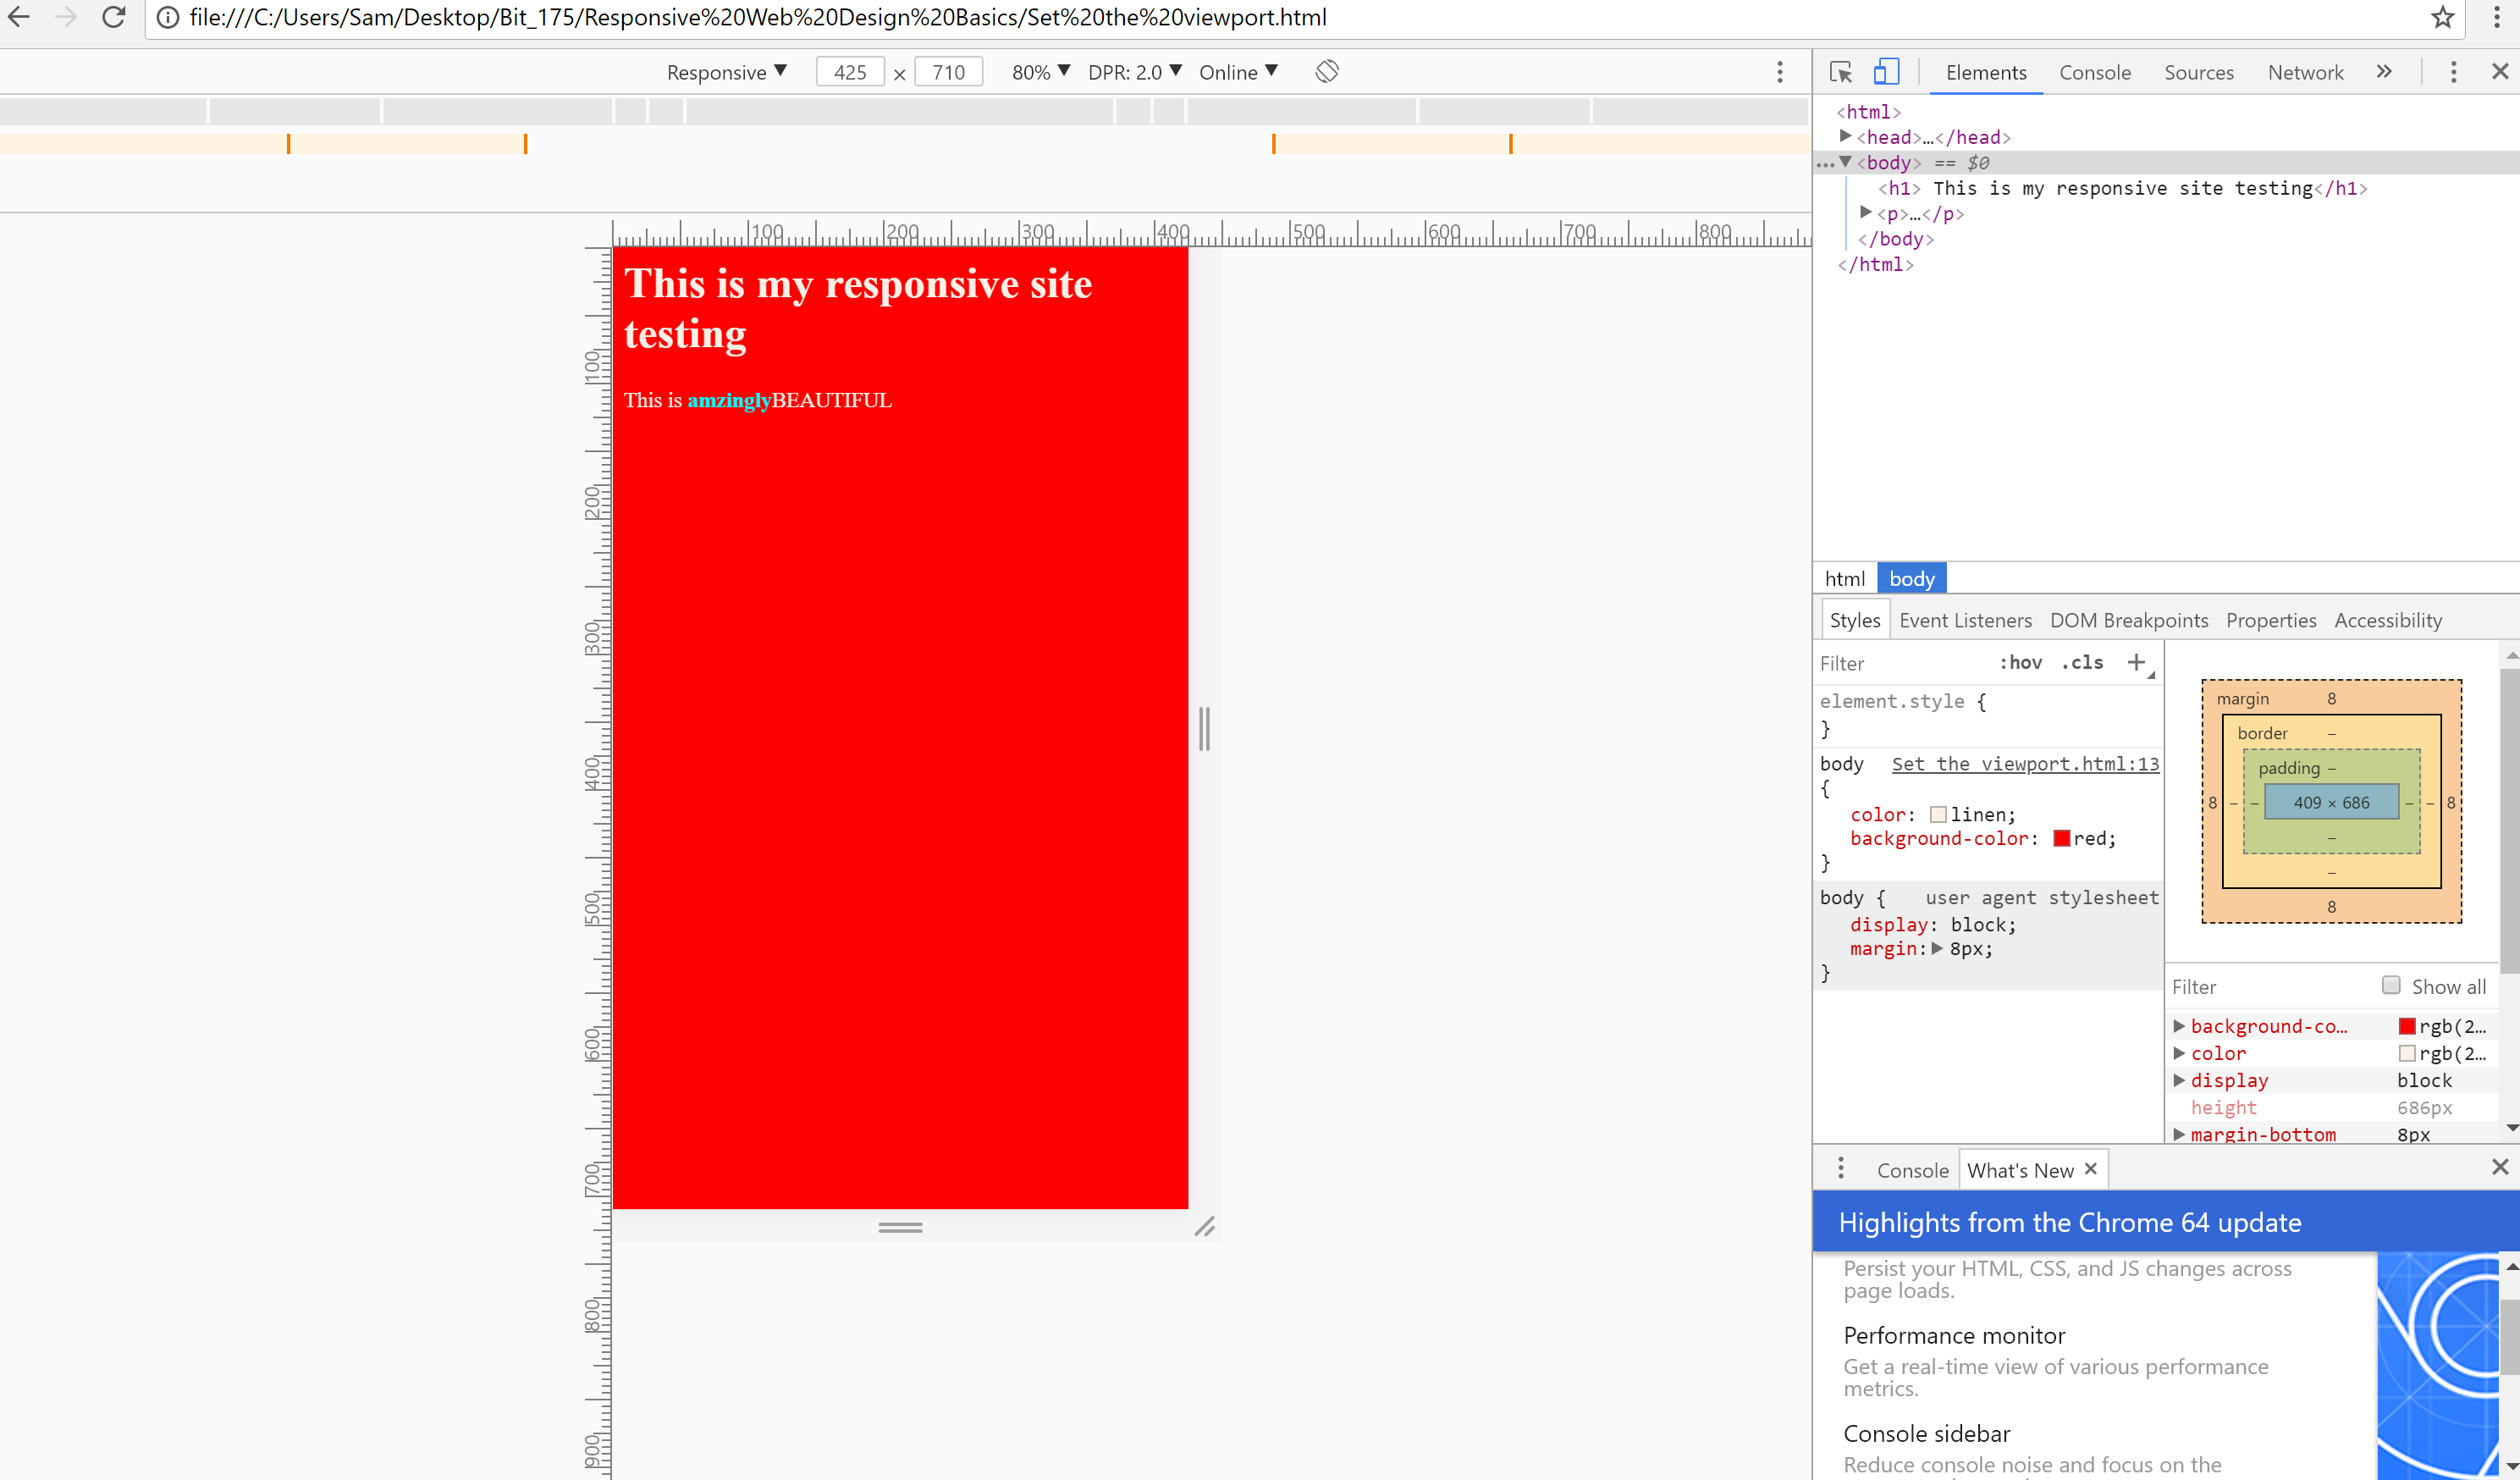 file:///C:/Users/Sam/Desktop/Bit_175/Responsive%20Web%20Design%20Basics/Set%20the%20viewport.html
Responsive ▼ 425 × 710 80% ▼ DPR: 2.0 ▼ Online ▼
Elements Console Sources Network »
<html>
<head>…</head>
<body> == $0
<h1> This is my responsive site testing</h1>
<p>…</p>
</body>
</html>
100 200 300 400 500 600 700 800
100
200
300
400
500
600
700
800
900
This is my responsive site
testing
This is amzinglyBEAUTIFUL
html body
Styles Event Listeners DOM Breakpoints Properties Accessibility
Filter :hov .cls +
element.style {
}
body Set the viewport.html:13
{
color: linen;
background-color: red;
}
body { user agent stylesheet
display: block;
margin: 8px;
}
margin 8
border –
padding –
8 – – 409 × 686 – – 8
–
–
8
Filter Show all
background-co… rgb(2…
color rgb(2…
display block
height 686px
margin-bottom 8px
Console What's New ×
Highlights from the Chrome 64 update
Persist your HTML, CSS, and JS changes across
page loads.
Performance monitor
Get a real-time view of various performance
metrics.
Console sidebar
Reduce console noise and focus on the